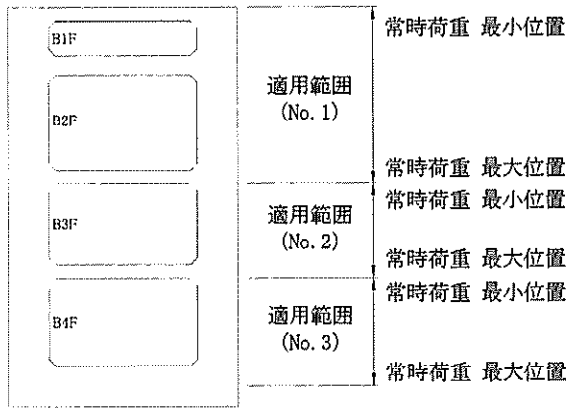 B1F
常時荷重 最小位置
適用範囲
(No. 1)
B2F
常時荷重 最大位置
常時荷重 最小位置
適用範囲
(No. 2)
B3F
常時荷重 最大位置
常時荷重 最小位置
適用範囲
(No. 3)
B4F
常時荷重 最大位置